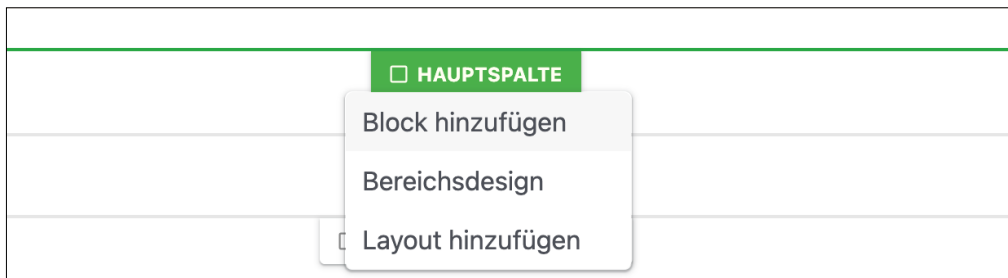 HAUPTSPALTE
Block hinzufügen
Bereichsdesign
Layout hinzufügen